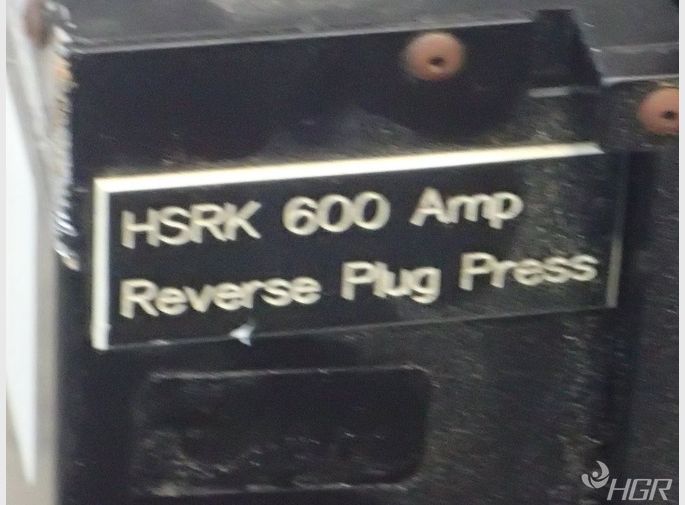 HSRK 600 Amp
Reverse Plug Press
HGR